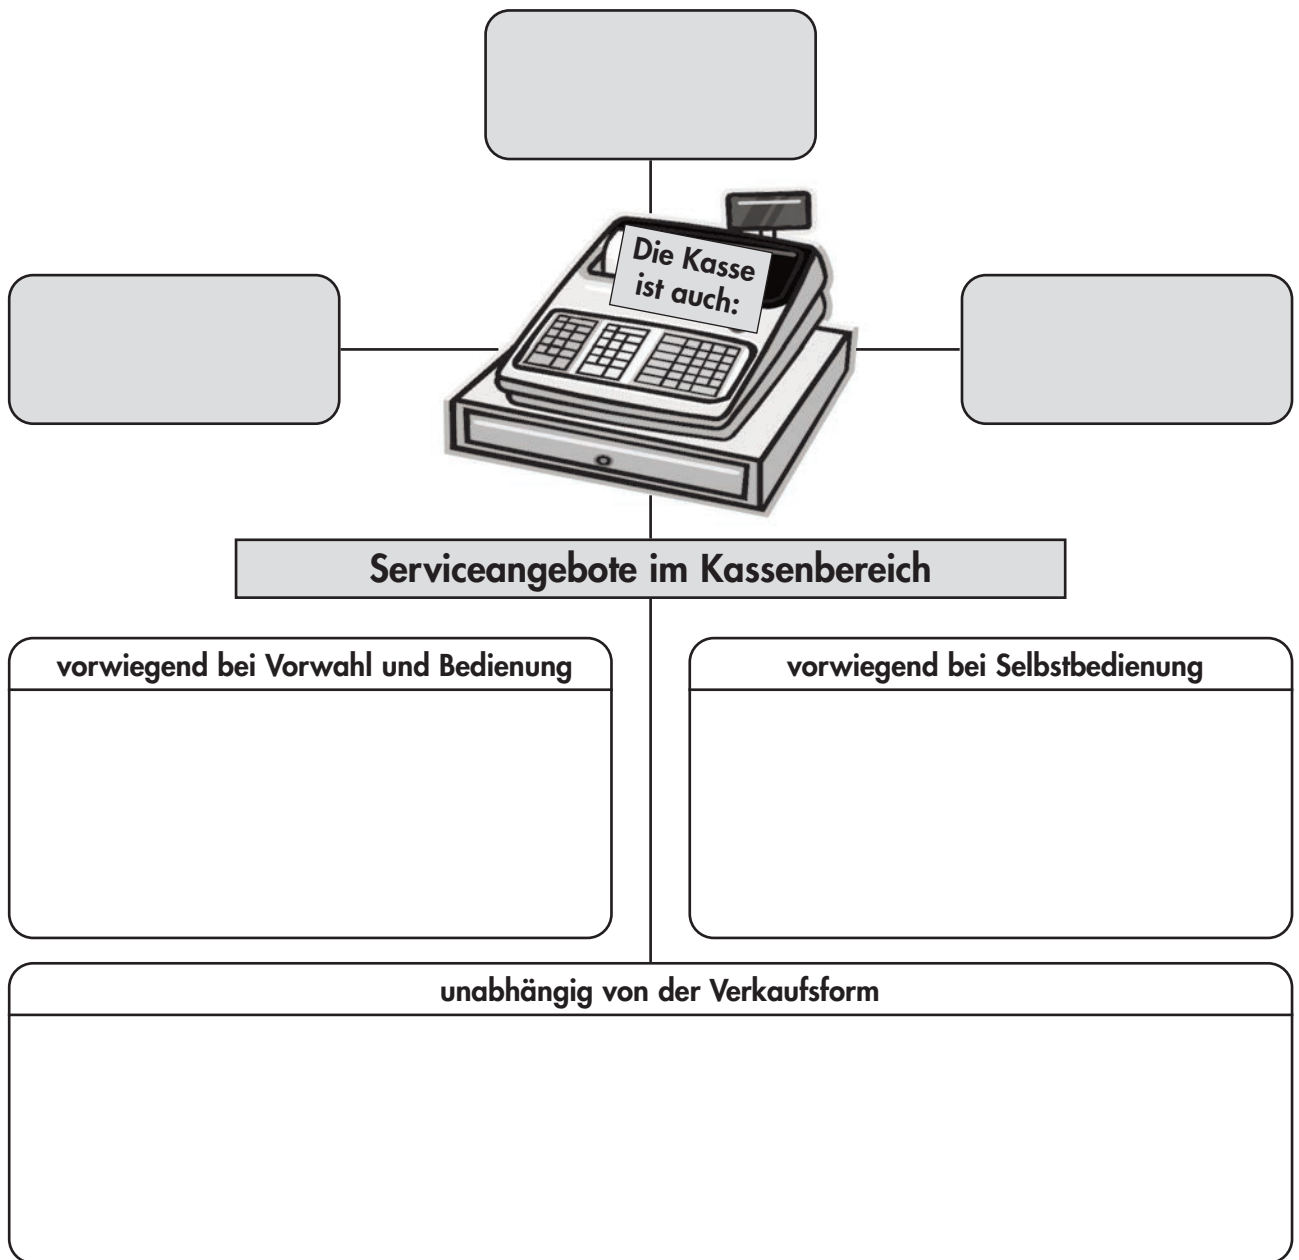 Die Kasse
ist auch:
Serviceangebote im Kassenbereich
vorwiegend bei Vorwahl und Bedienung
vorwiegend bei Selbstbedienung
unabhängig von der Verkaufsform